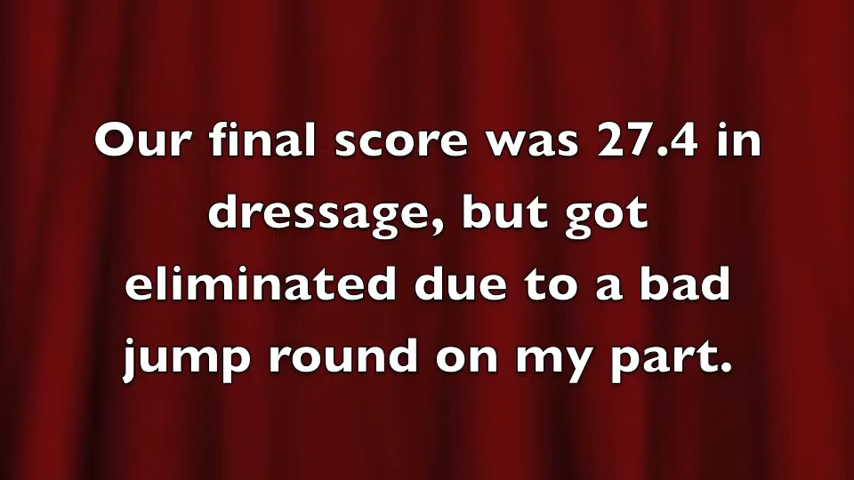 Our final score was 27.4 in
dressage, but got
eliminated due to a bad
jump round on my part.